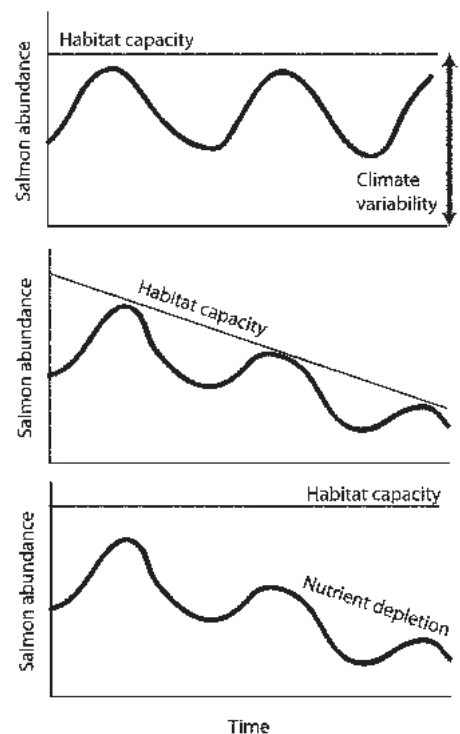 Habitat capacity
Salmon abundance
Climate
variability
Habitat capacity
Salmon abundance
Habitat capacity
Salmon abundance
Nutrient depletion
Time